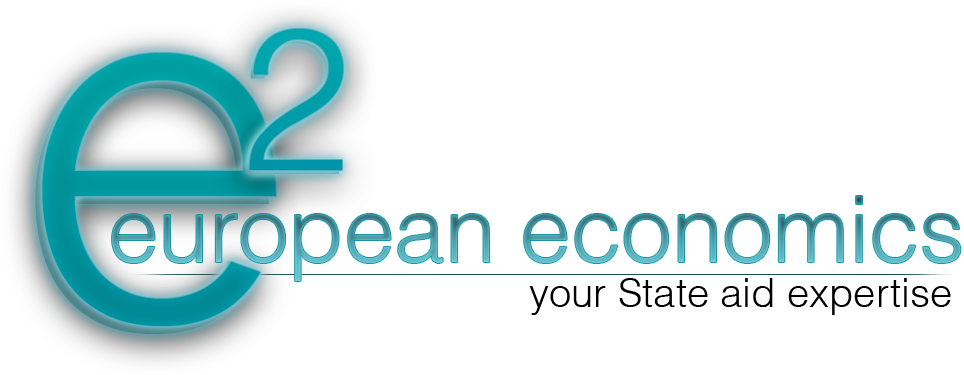 e²
european economics
your State aid expertise